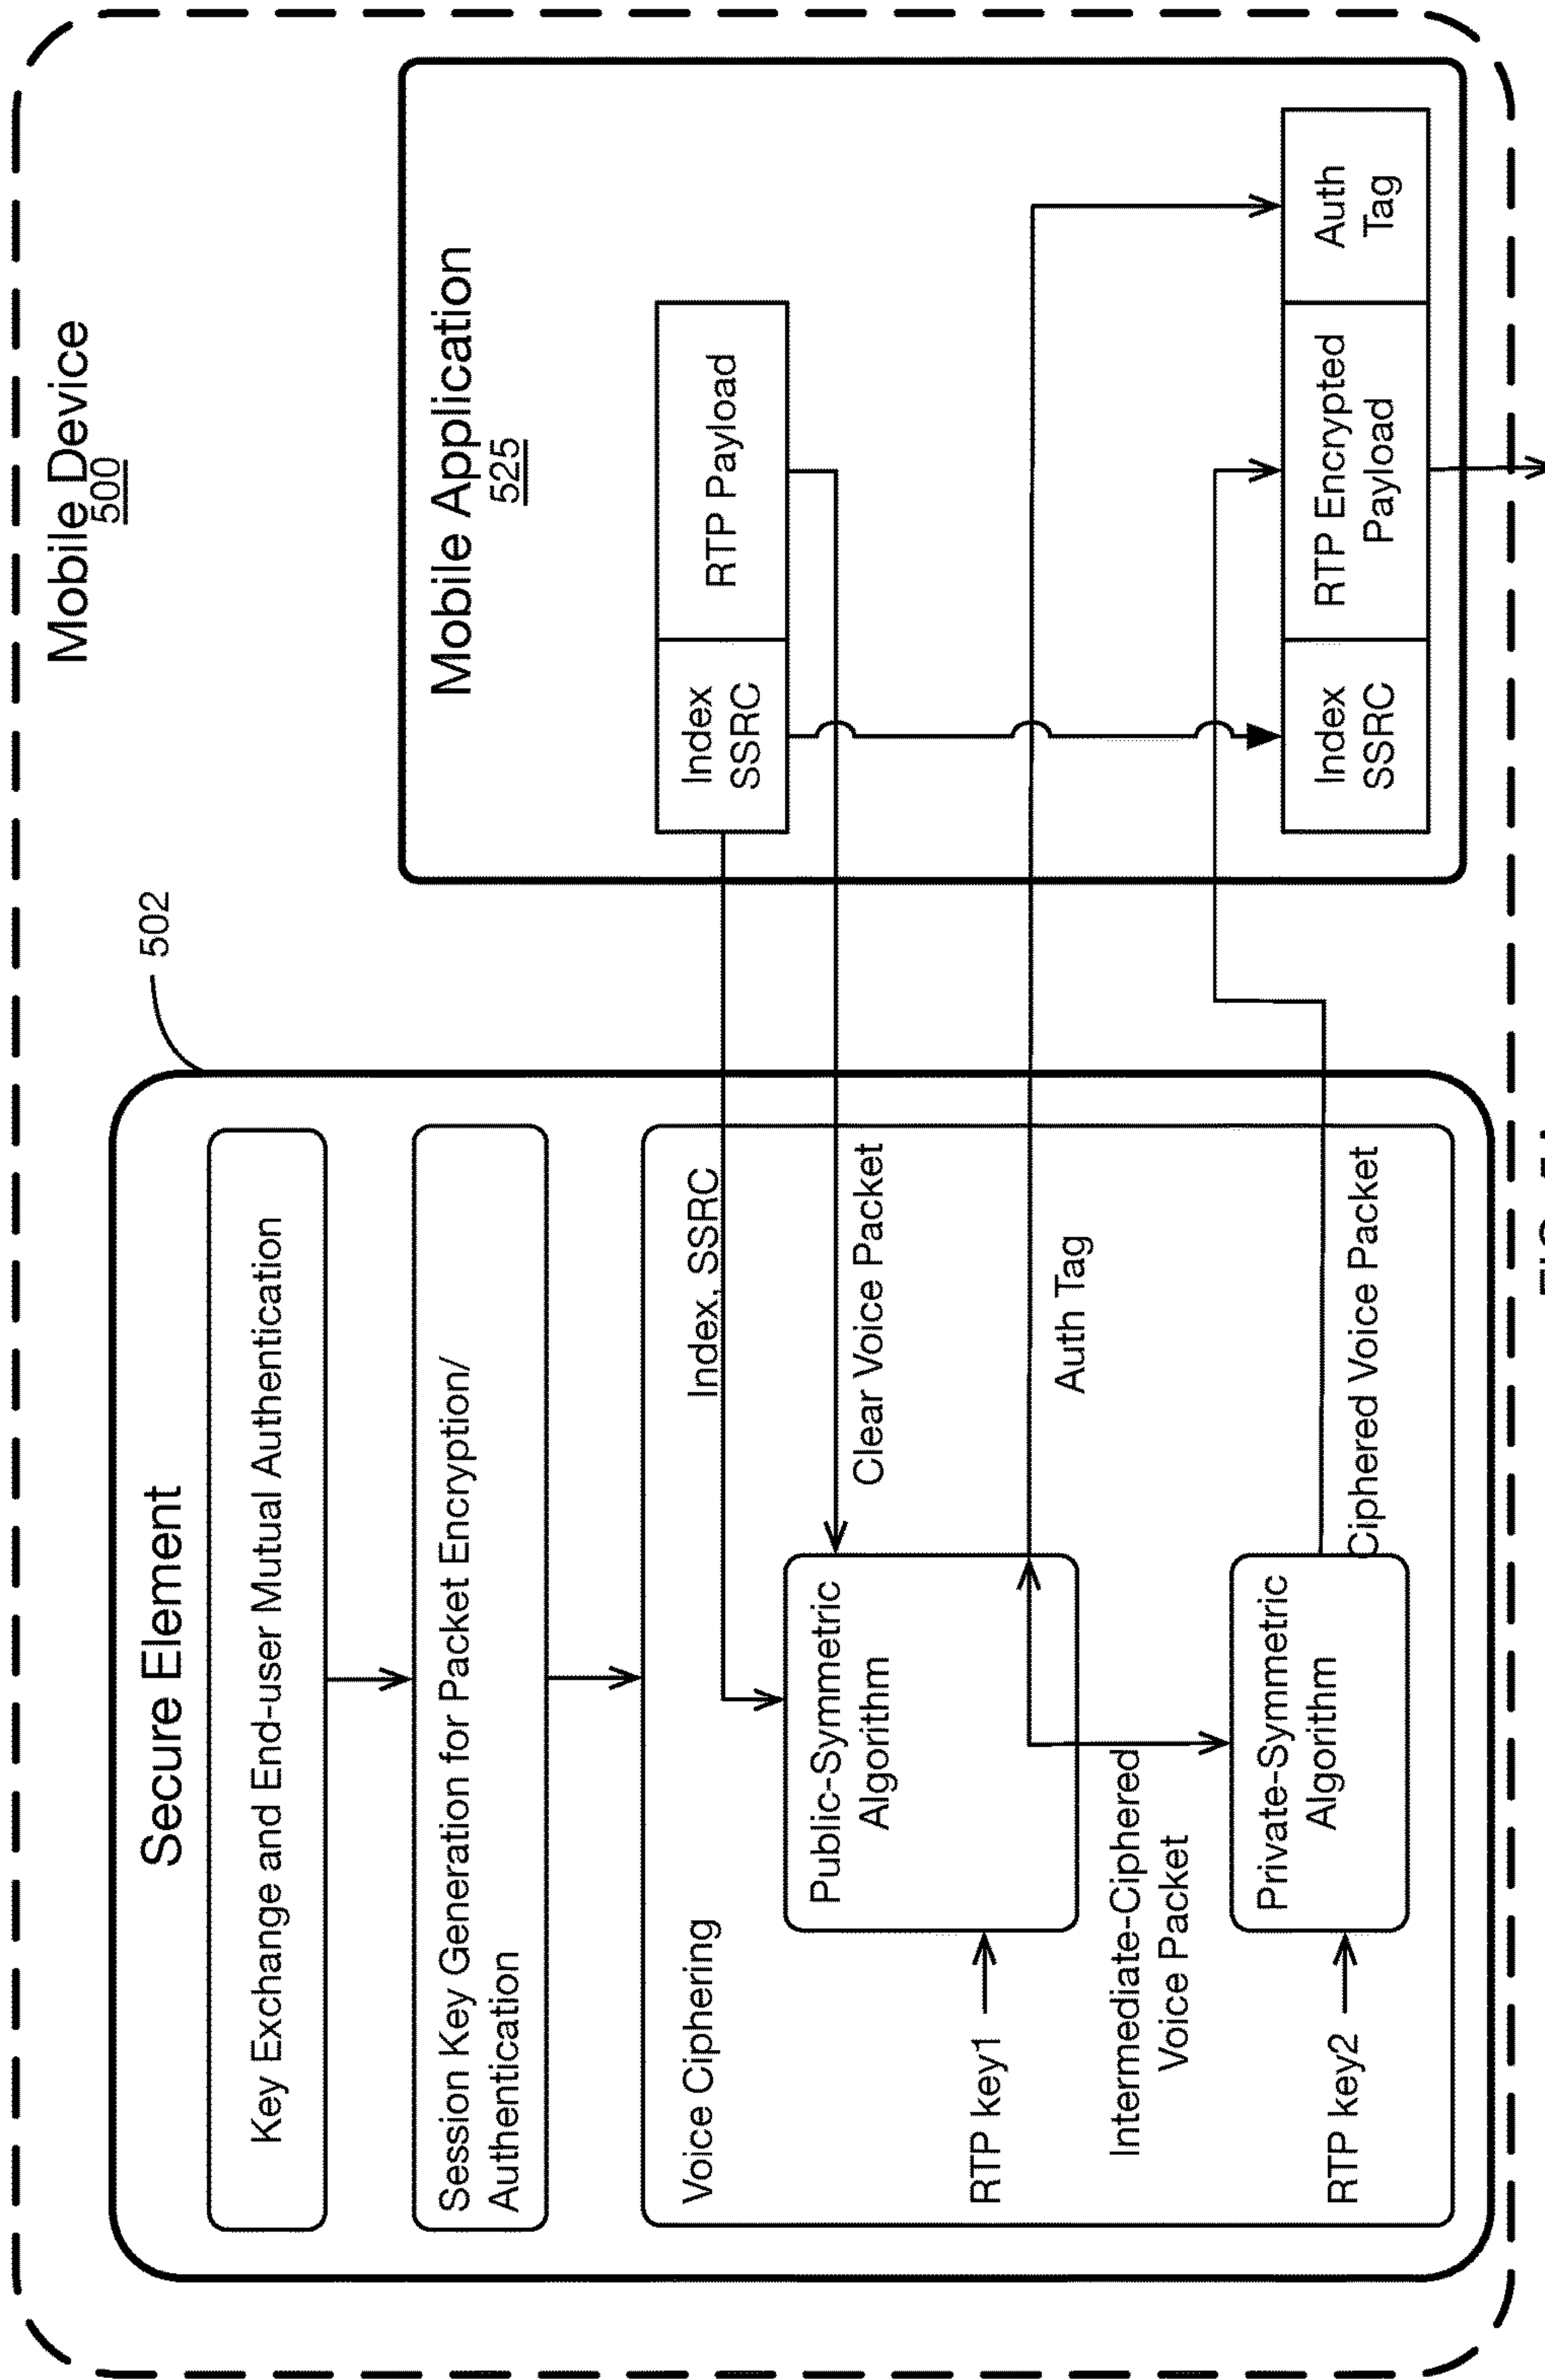 Mobile Device
500
502
Secure Element
Key Exchange and End-user Mutual Authentication
Session Key Generation for Packet Encryption/
Authentication
Voice Ciphering
Index, SSRC
Public-Symmetric
Algorithm
Clear Voice Packet
RTP key1
Auth Tag
Intermediate-Ciphered
Voice Packet
Private-Symmetric
Algorithm
RTP key2
Ciphered Voice Packet
Mobile Application
525
Index
SSRC
RTP Payload
Index
SSRC
RTP Encrypted
Payload
Auth
Tag